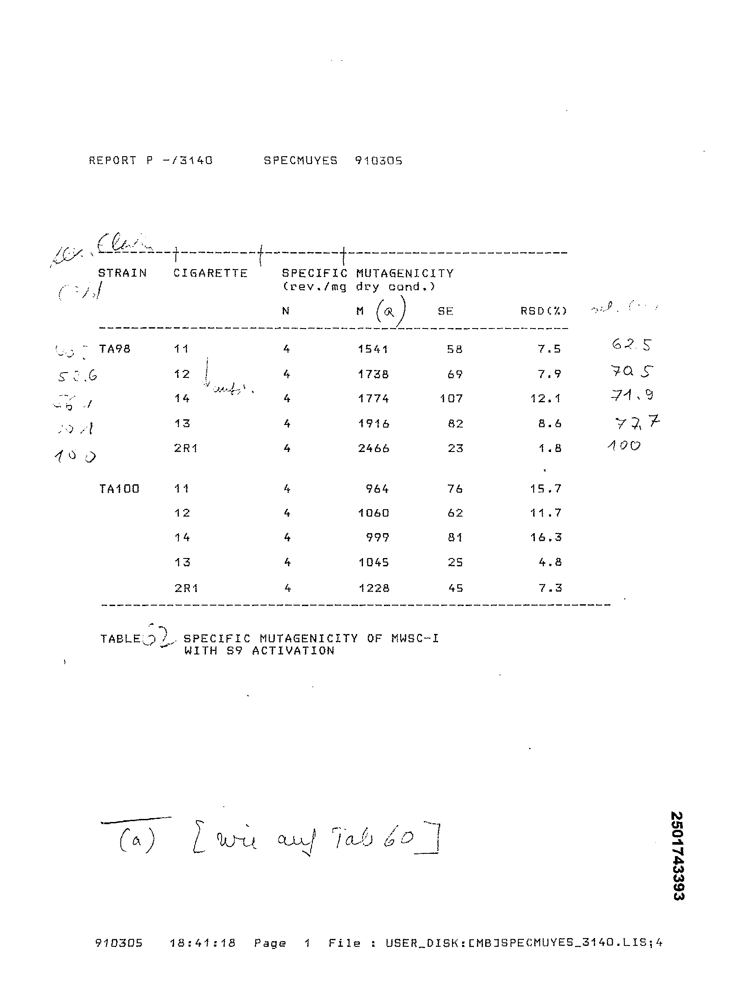 REPORT P -/3140 SPECMUYES 910305
STRAIN CIGARETTE SPECIFIC MUTAGENICITY
(rev./mg dry cond.)
N M (a) SE RSD(%)
TA98 11 4 1541 58 7.5 62.5
12 4 1738 69 7.9 70.5
14 4 1774 107 12.1 71.9
13 4 1916 82 8.6 77.7
100 2R1 4 2466 23 1.8 100
TA100 11 4 964 76 15.7
12 4 1060 62 11.7
14 4 999 81 16.3
13 4 1045 25 4.8
2R1 4 1228 45 7.3
TABLE 62 SPECIFIC MUTAGENICITY OF MWSC-I
WITH S9 ACTIVATION
(a) [wie auf Tab 60]
2501743393
910305 18:41:18 Page 1 File : USER_DISK:[MB]SPECMUYES_3140.LIS;4